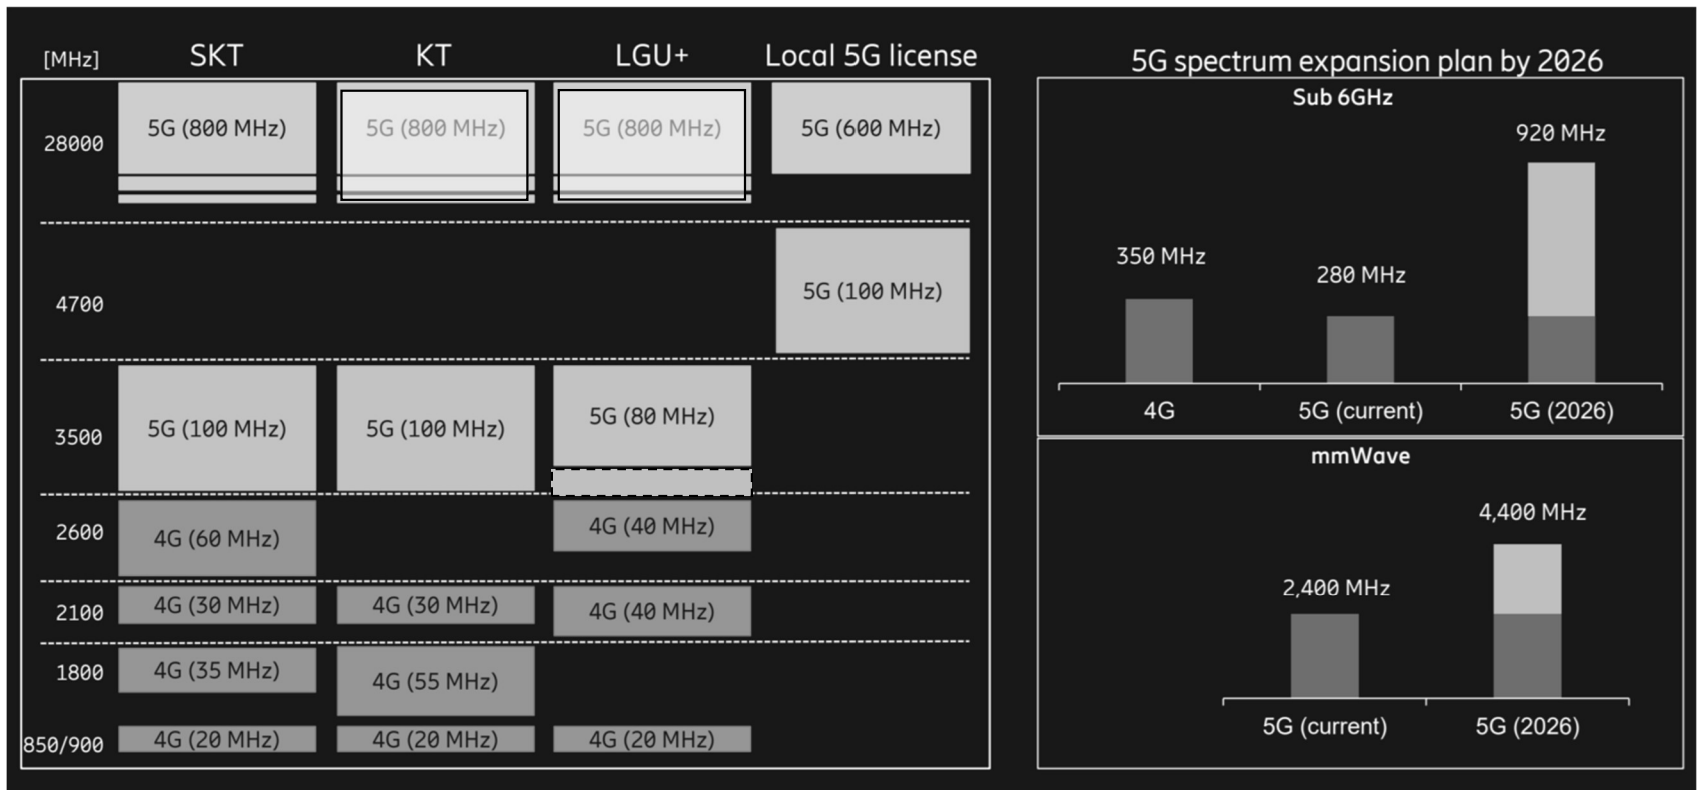 [MHz] SKT KT LGU+ Local 5G license
28000 5G (800 MHz) 5G (800 MHz) 5G (800 MHz) 5G (600 MHz)
4700 5G (100 MHz)
3500 5G (100 MHz) 5G (100 MHz) 5G (80 MHz)
2600 4G (60 MHz) 4G (40 MHz)
2100 4G (30 MHz) 4G (30 MHz) 4G (40 MHz)
1800 4G (35 MHz) 4G (55 MHz)
850/900 4G (20 MHz) 4G (20 MHz) 4G (20 MHz)
5G spectrum expansion plan by 2026
Sub 6GHz
920 MHz
350 MHz
280 MHz
4G 5G (current) 5G (2026)
mmWave
4,400 MHz
2,400 MHz
5G (current) 5G (2026)